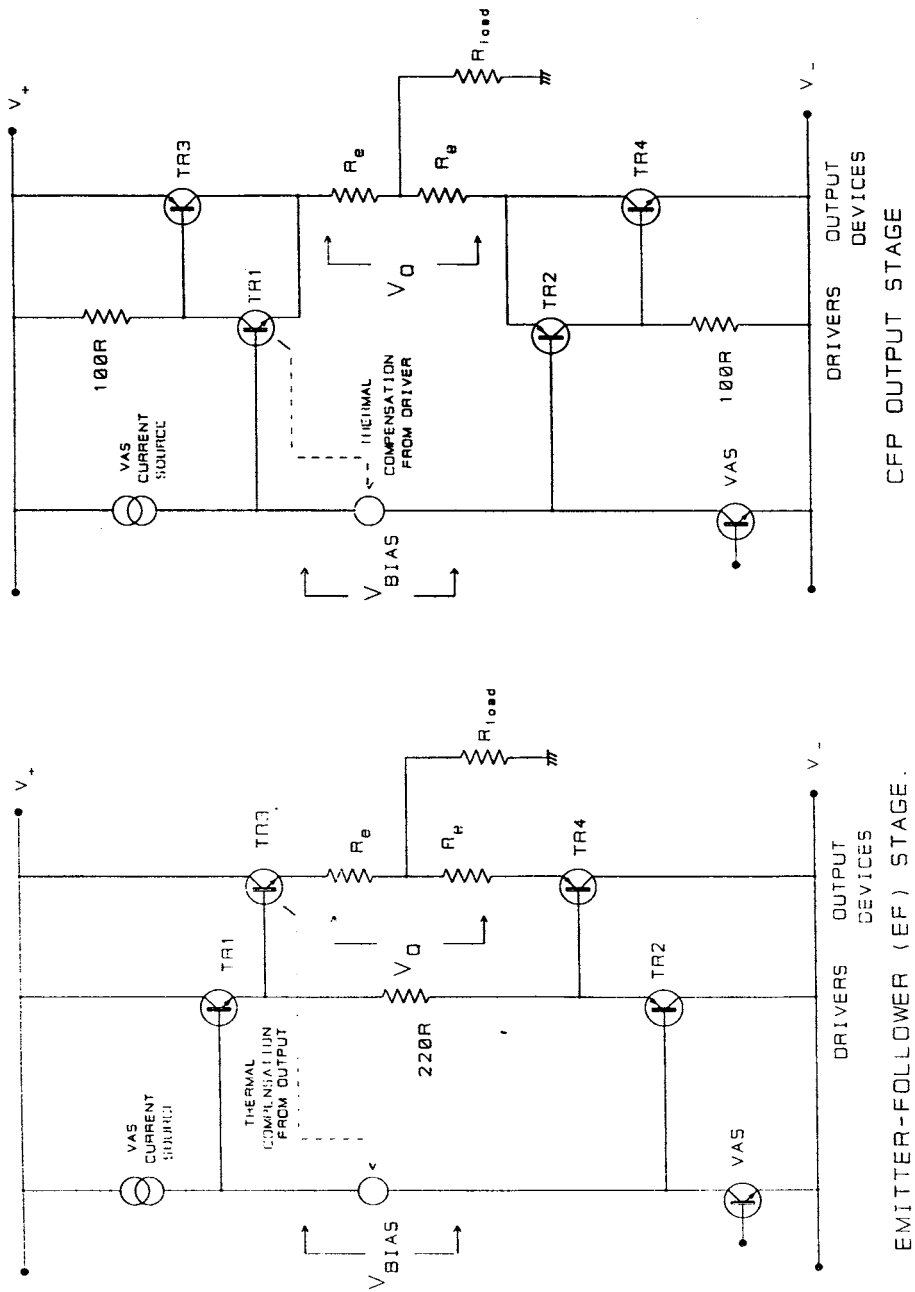 V+
VAS
CURRENT
SOURCE
TR1
TR3
THERMAL
COMPENSATION
FROM OUTPUT
VBIAS
220R
VQ
Re
Re
Rload
TR2
TR4
VAS
V-
DRIVERS
OUTPUT
DEVICES
EMITTER-FOLLOWER (EF) STAGE.
V+
VAS
CURRENT
SOURCE
100R
TR1
TR3
THERMAL
COMPENSATION
FROM DRIVER
VBIAS
VQ
Re
Re
Rload
TR2
TR4
100R
VAS
V-
DRIVERS
OUTPUT
DEVICES
CFP OUTPUT STAGE